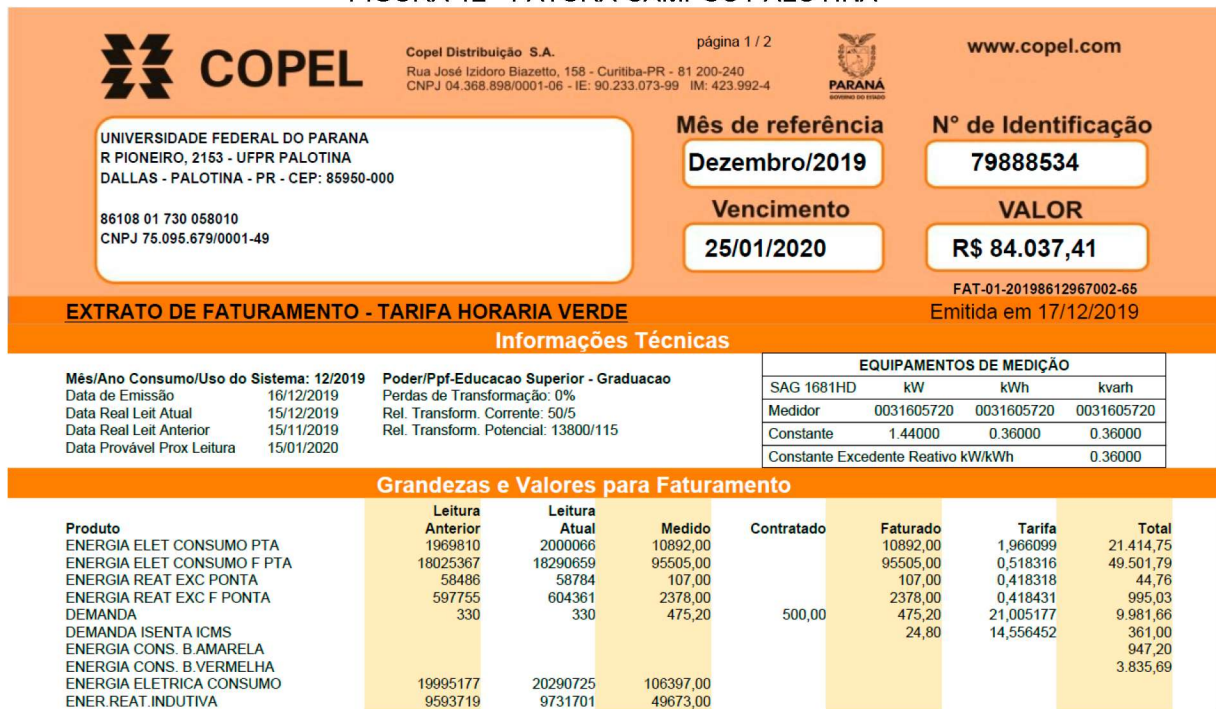 COPEL
Copel Distribuição S.A.
Rua José Izidoro Biazetto, 158 - Curitiba-PR - 81 200-240
CNPJ 04.368.898/0001-06 - IE: 90.233.073-99 IM: 423.992-4
página 1 / 2
PARANÁ
GOVERNO DO ESTADO
www.copel.com
UNIVERSIDADE FEDERAL DO PARANA
R PIONEIRO, 2153 - UFPR PALOTINA
DALLAS - PALOTINA - PR - CEP: 85950-000
86108 01 730 058010
CNPJ 75.095.679/0001-49
Mês de referência
Dezembro/2019
N° de Identificação
79888534
Vencimento
25/01/2020
VALOR
R$ 84.037,41
FAT-01-20198612967002-65
EXTRATO DE FATURAMENTO - TARIFA HORARIA VERDE
Emitida em 17/12/2019
Informações Técnicas
Mês/Ano Consumo/Uso do Sistema: 12/2019
Data de Emissão 16/12/2019
Data Real Leit Atual 15/12/2019
Data Real Leit Anterior 15/11/2019
Data Provável Prox Leitura 15/01/2020
Poder/Ppf-Educacao Superior - Graduacao
Perdas de Transformação: 0%
Rel. Transform. Corrente: 50/5
Rel. Transform. Potencial: 13800/115
EQUIPAMENTOS DE MEDIÇÃO
SAG 1681HD kW kWh kvarh
Medidor 0031605720 0031605720 0031605720
Constante 1.44000 0.36000 0.36000
Constante Excedente Reativo kW/kWh 0.36000
Grandezas e Valores para Faturamento
Produto Leitura Anterior Leitura Atual Medido Contratado Faturado Tarifa Total
ENERGIA ELET CONSUMO PTA 1969810 2000066 10892,00 10892,00 1,966099 21.414,75
ENERGIA ELET CONSUMO F PTA 18025367 18290659 95505,00 95505,00 0,518316 49.501,79
ENERGIA REAT EXC PONTA 58486 58784 107,00 107,00 0,418318 44,76
ENERGIA REAT EXC F PONTA 597755 604361 2378,00 2378,00 0,418431 995,03
DEMANDA 330 330 475,20 500,00 475,20 21,005177 9.981,66
DEMANDA ISENTA ICMS 24,80 14,556452 361,00
ENERGIA CONS. B.AMARELA 947,20
ENERGIA CONS. B.VERMELHA 3.835,69
ENERGIA ELETRICA CONSUMO 19995177 20290725 106397,00
ENER.REAT.INDUTIVA 9593719 9731701 49673,00